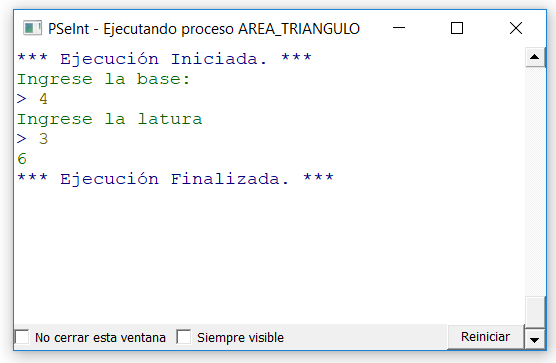 PSeInt - Ejecutando proceso AREA_TRIANGULO
*** Ejecución Iniciada. ***
Ingrese la base:
> 4
Ingrese la latura
> 3
6
*** Ejecución Finalizada. ***
No cerrar esta ventana
Siempre visible
Reiniciar